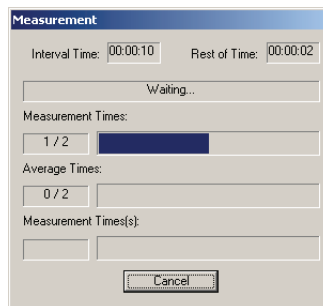 Measurement
Interval Time: 00:00:10 Rest of Time: 00:00:02
Waiting...
Measurement Times:
1 / 2
Average Times:
0 / 2
Measurement Times(s):
Cancel